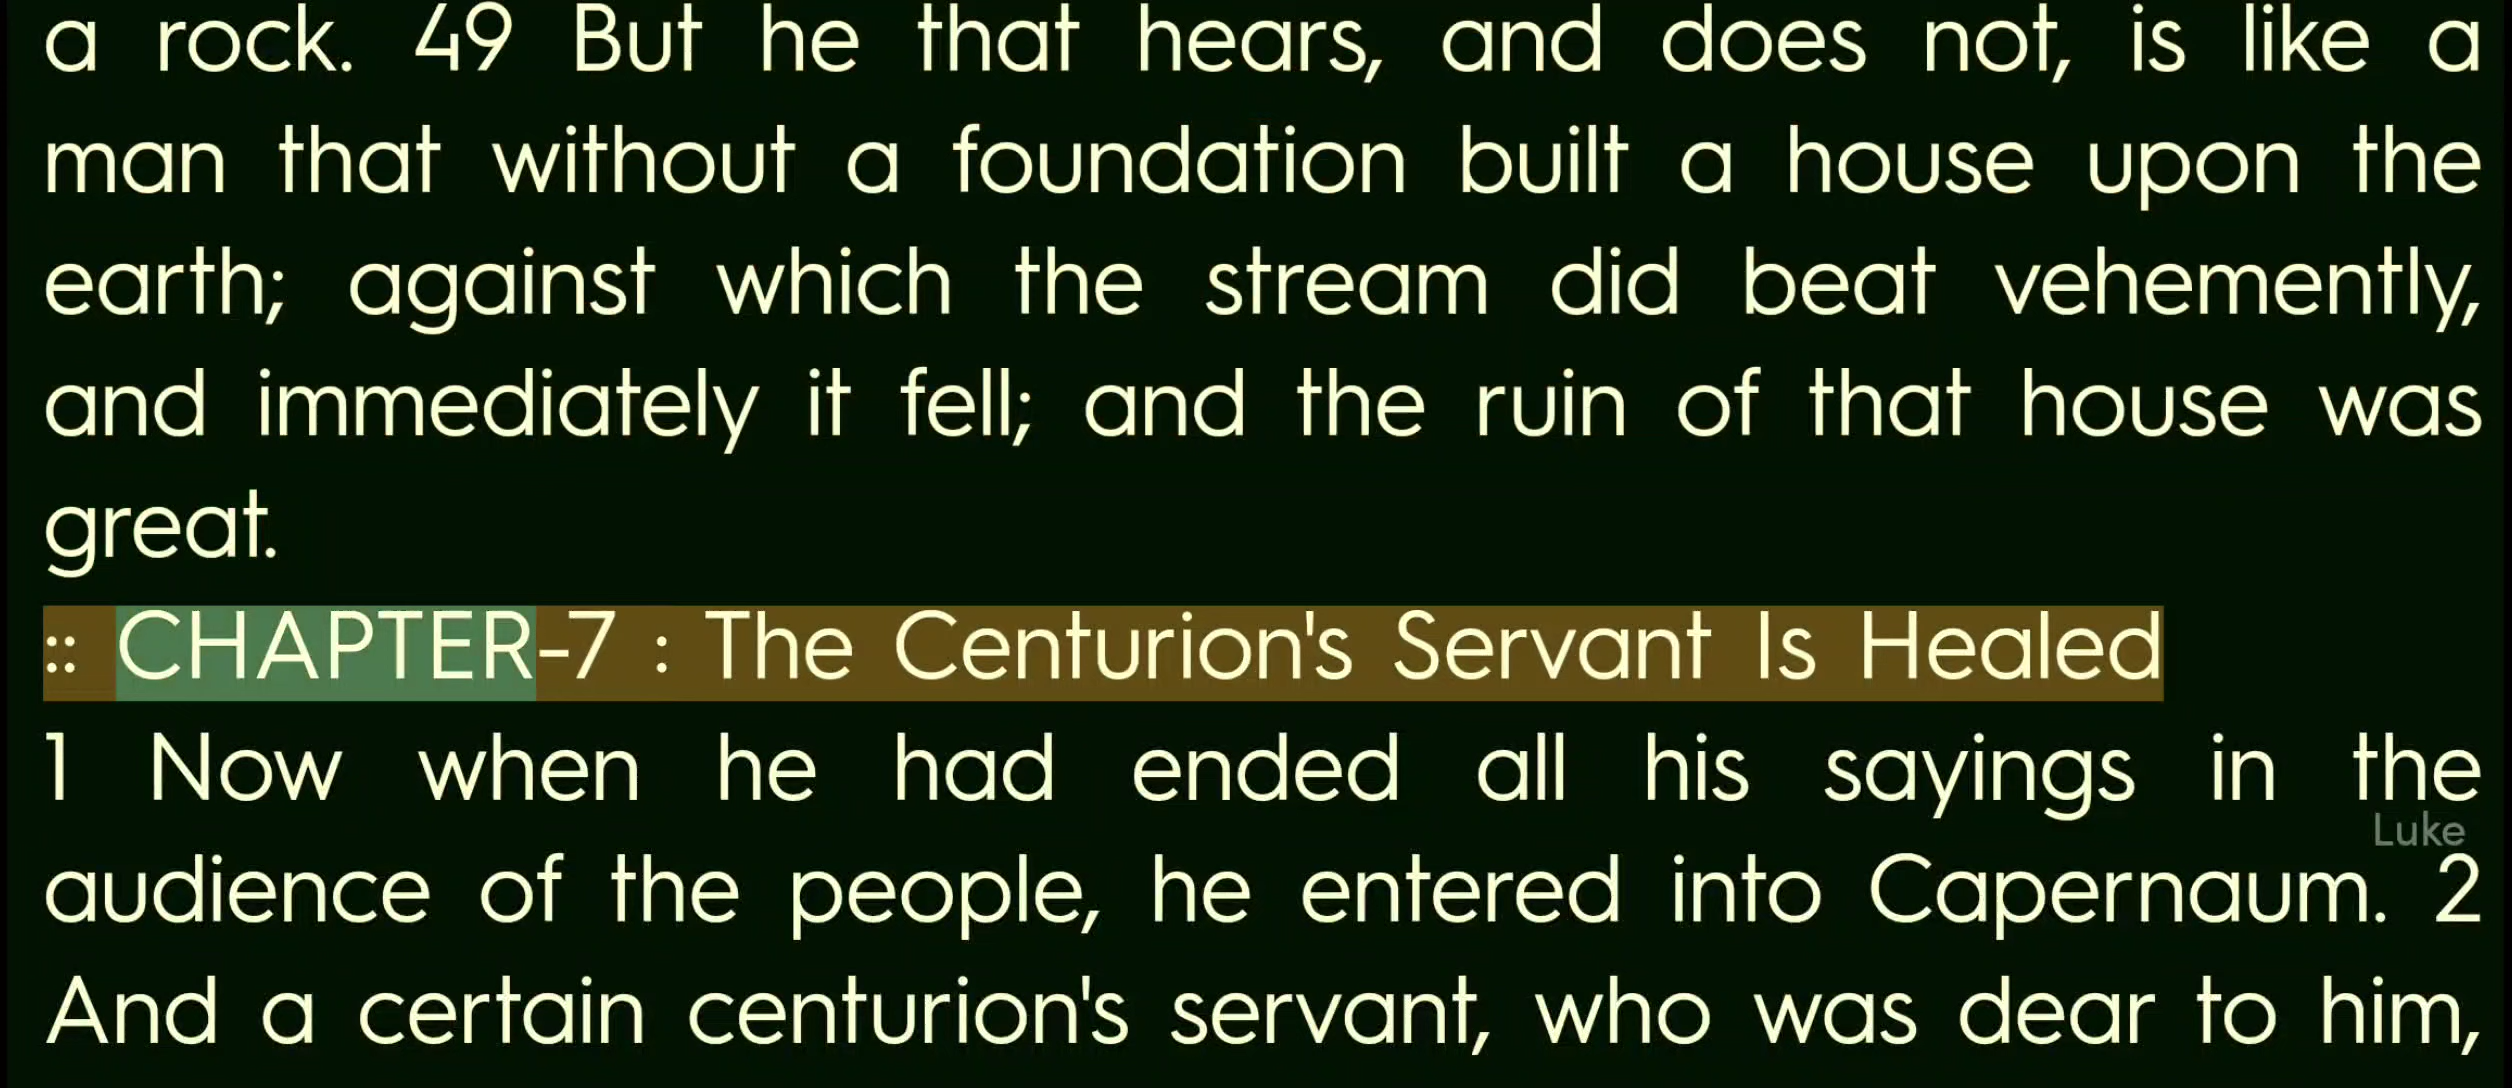 a rock. 49 But he that hears, and does not, is like a
man that without a foundation built a house upon the
earth; against which the stream did beat vehemently,
and immediately it fell; and the ruin of that house was
great.
:: CHAPTER-7 : The Centurion's Servant Is Healed
1 Now when he had ended all his sayings in the
Luke
audience of the people, he entered into Capernaum. 2
And a certain centurion's servant, who was dear to him,